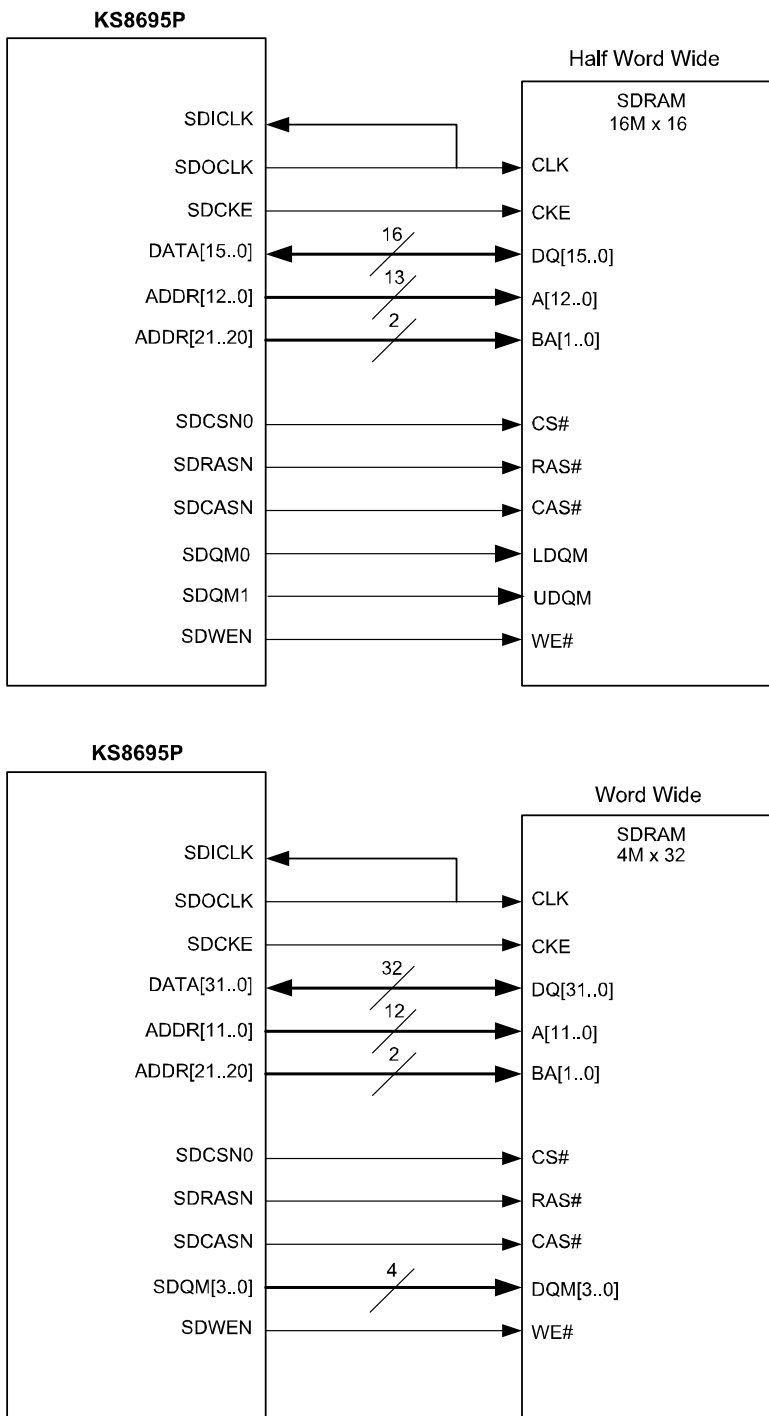 KS8695P
Half Word Wide
SDRAM
16M x 16
SDICLK
SDOCLK CLK
SDCKE CKE
DATA[15..0] 16 DQ[15..0]
ADDR[12..0] 13 A[12..0]
ADDR[21..20] 2 BA[1..0]
SDCSN0 CS#
SDRASN RAS#
SDCASN CAS#
SDQM0 LDQM
SDQM1 UDQM
SDWEN WE#
KS8695P
Word Wide
SDRAM
4M x 32
SDICLK
SDOCLK CLK
SDCKE CKE
DATA[31..0] 32 DQ[31..0]
ADDR[11..0] 12 A[11..0]
ADDR[21..20] 2 BA[1..0]
SDCSN0 CS#
SDRASN RAS#
SDCASN CAS#
SDQM[3..0] 4 DQM[3..0]
SDWEN WE#